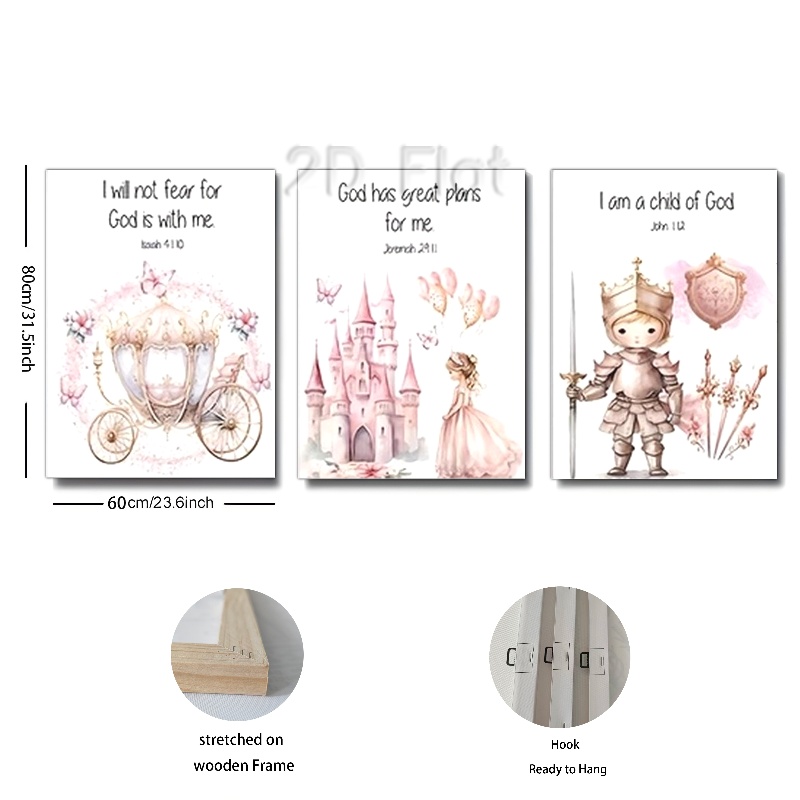 2D Flat
I will not fear for
God is with me.
Isaiah 41:10
God has great plans
for me.
Jeremiah 29:11
I am a child of God
John 1:12
80cm/31.5inch
60cm/23.6inch
stretched on
wooden Frame
Hook
Ready to Hang